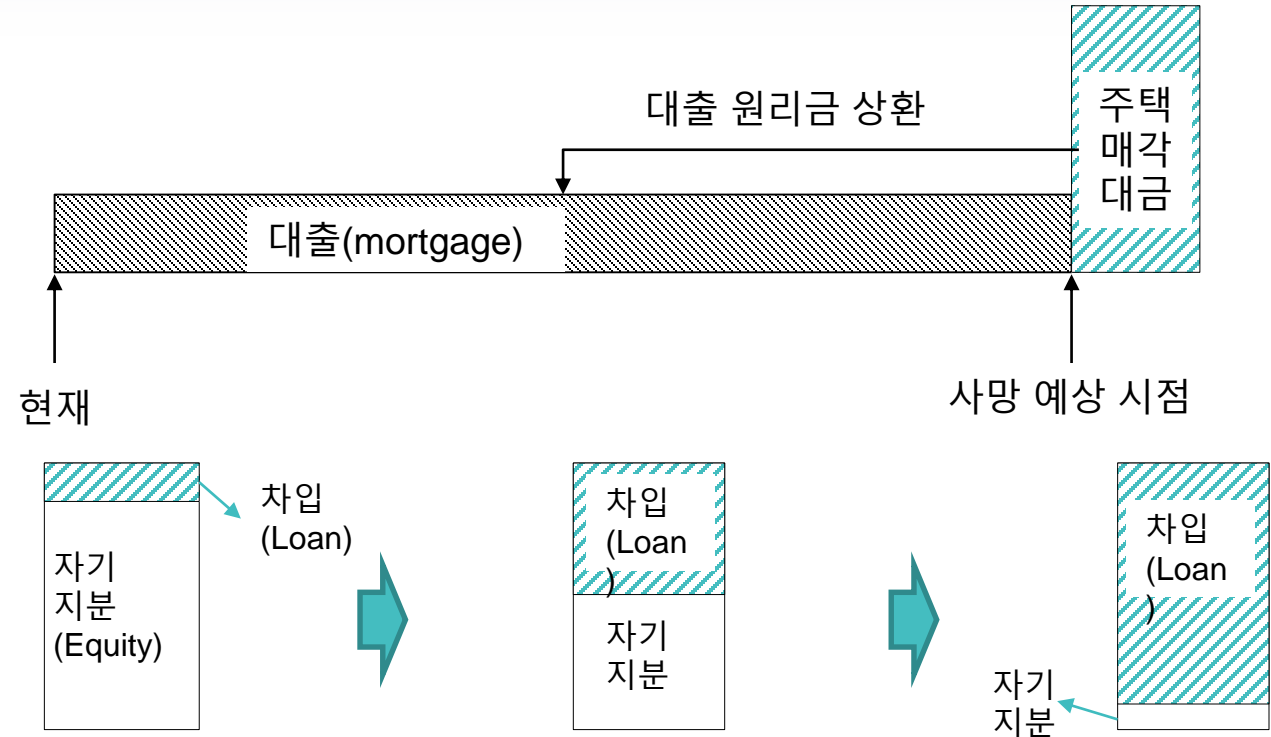 대출 원리금 상환
주택
매각
대금
대출(mortgage)
현재
사망 예상 시점
차입
(Loan)
자기
지분
(Equity)
차입
(Loan
)
자기
지분
차입
(Loan
)
자기
지분